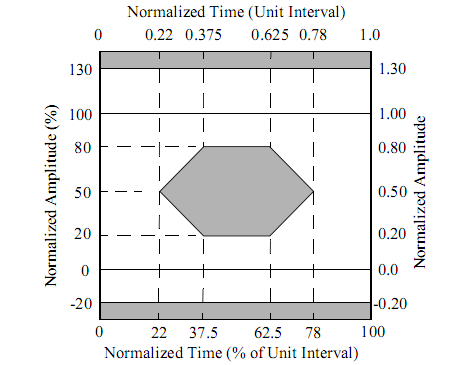 Normalized Time (Unit Interval)
0 0.22 0.375 0.625 0.78 1.0
130 1.30
100 1.00
80 0.80
50 0.50
20 0.20
0 0.0
-20 -0.20
Normalized Amplitude (%)
Normalized Amplitude
0 22 37.5 62.5 78 100
Normalized Time (% of Unit Interval)